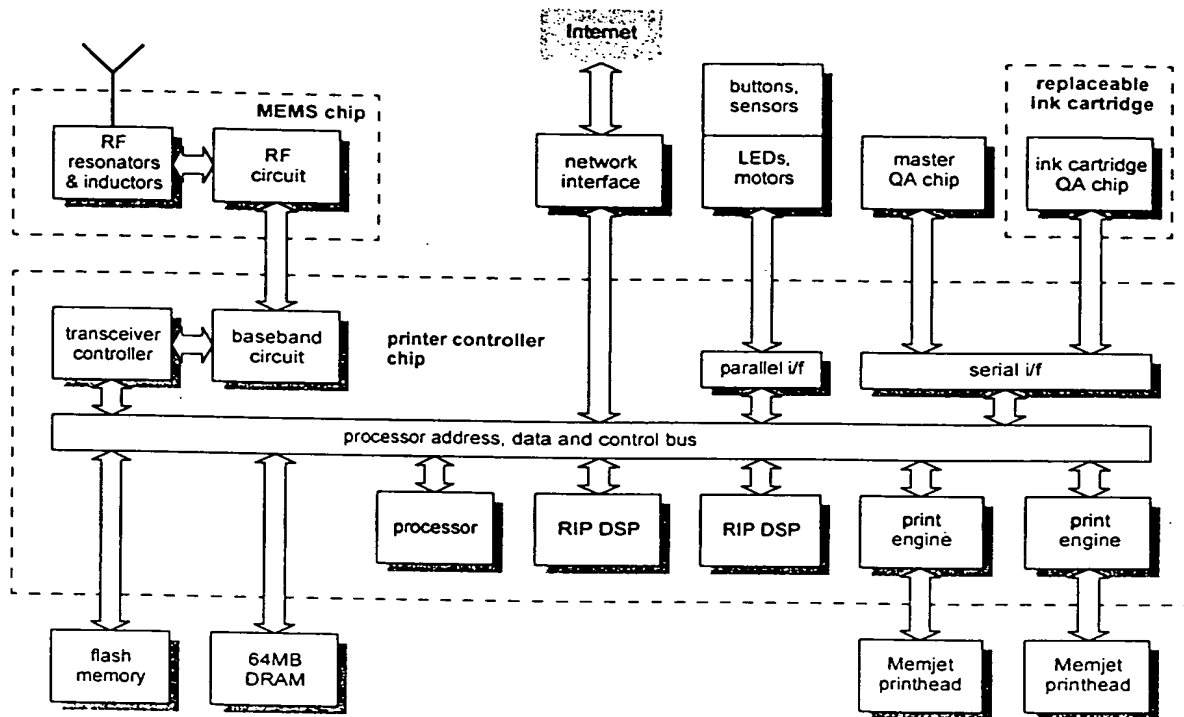 Internet
MEMS chip
RF
resonators
& inductors
RF
circuit
network
interface
buttons,
sensors
LEDs,
motors
master
QA chip
replaceable
ink cartridge
ink cartridge
QA chip
transceiver
controller
baseband
circuit
printer controller
chip
parallel i/f
serial i/f
processor address, data and control bus
processor
RIP DSP
RIP DSP
print
engine
print
engine
flash
memory
64MB
DRAM
Memjet
printhead
Memjet
printhead